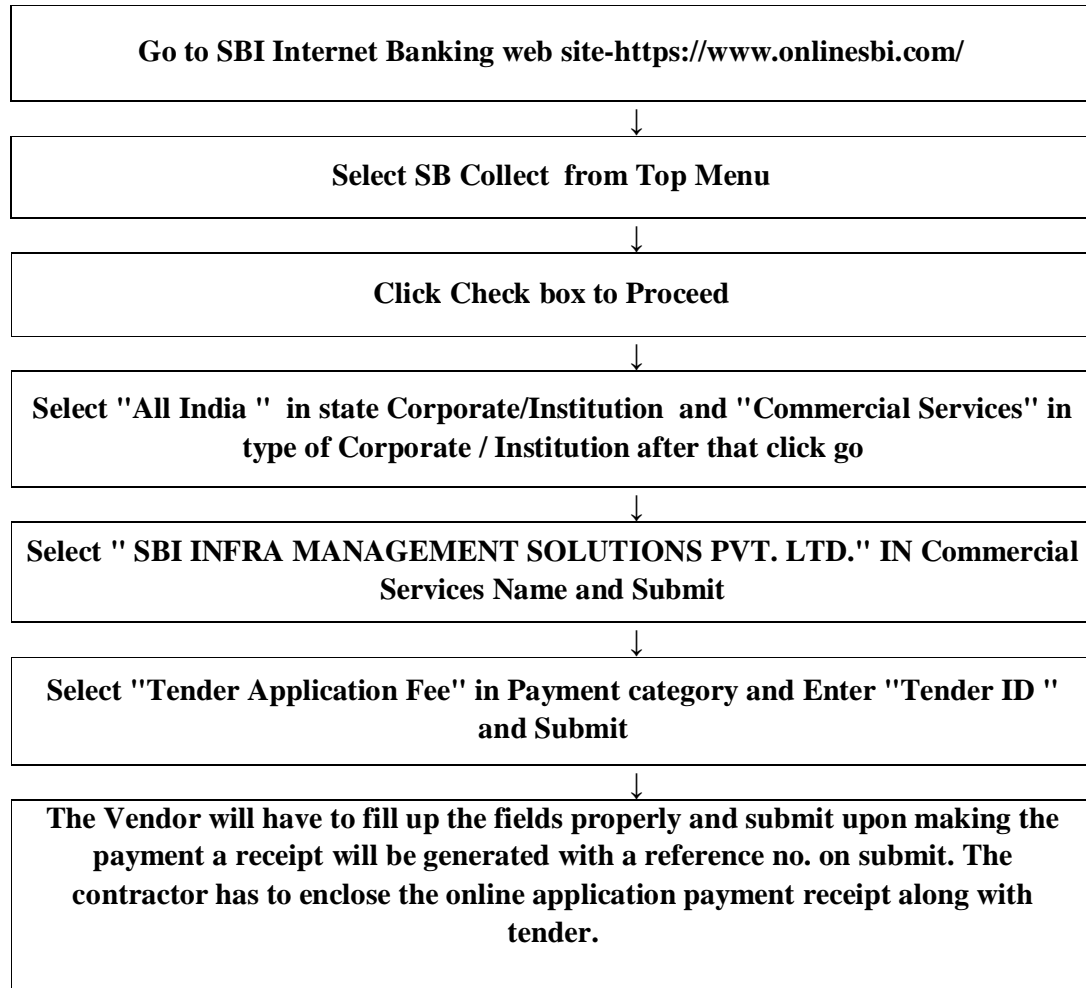 Go to SBI Internet Banking web site-https://www.onlinesbi.com/
↓
Select SB Collect from Top Menu
↓
Click Check box to Proceed
↓
Select "All India " in state Corporate/Institution and "Commercial Services" in
type of Corporate / Institution after that click go
↓
Select " SBI INFRA MANAGEMENT SOLUTIONS PVT. LTD." IN Commercial
Services Name and Submit
↓
Select "Tender Application Fee" in Payment category and Enter "Tender ID "
and Submit
↓
The Vendor will have to fill up the fields properly and submit upon making the
payment a receipt will be generated with a reference no. on submit. The
contractor has to enclose the online application payment receipt along with
tender.